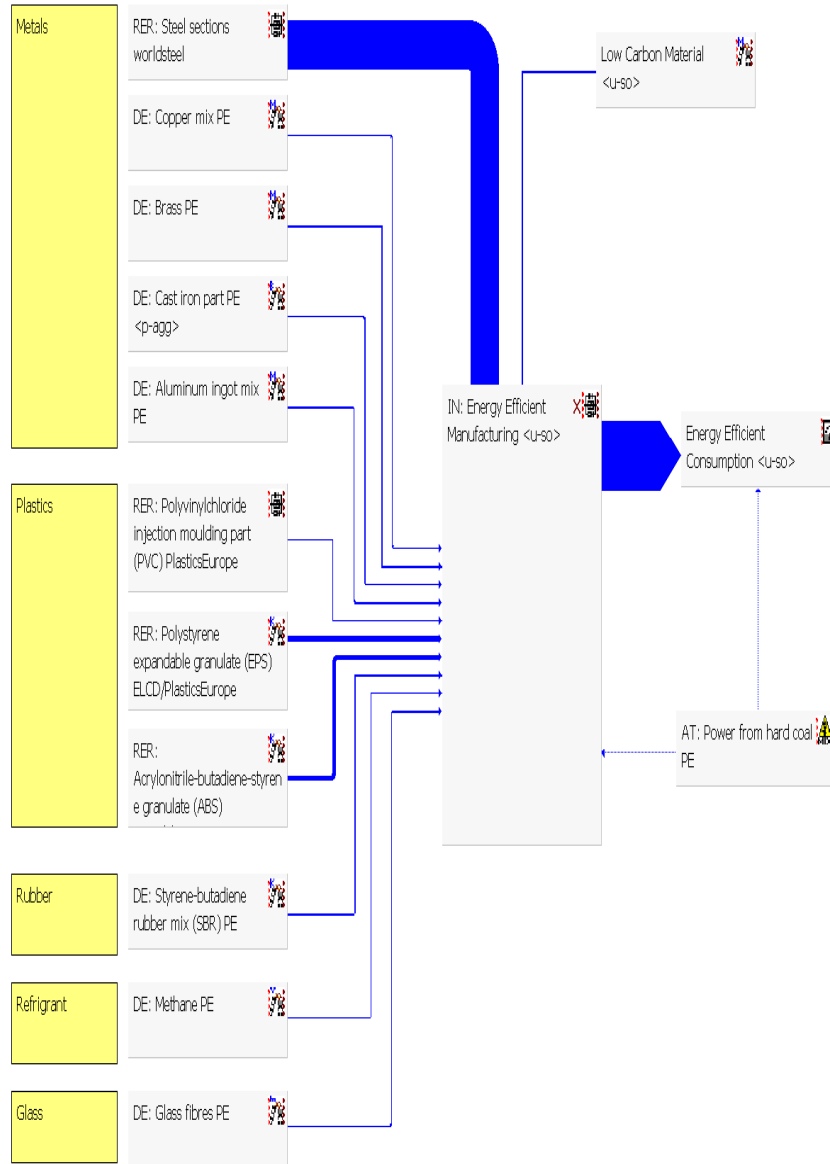 Metals
RER: Steel sections
worldsteel
Low Carbon Material
<u-so>
DE: Copper mix PE
DE: Brass PE
DE: Cast iron part PE
<p-agg>
DE: Aluminum ingot mix
PE
IN: Energy Efficient
Manufacturing <u-so>
Energy Efficient
Consumption <u-so>
Plastics
RER: Polyvinylchloride
injection moulding part
(PVC) PlasticsEurope
RER: Polystyrene
expandable granulate (EPS)
ELCD/PlasticsEurope
RER:
Acrylonitrile-butadiene-styren
e granulate (ABS)
AT: Power from hard coal
PE
Rubber
DE: Styrene-butadiene
rubber mix (SBR) PE
Refrigrant
DE: Methane PE
Glass
DE: Glass fibres PE